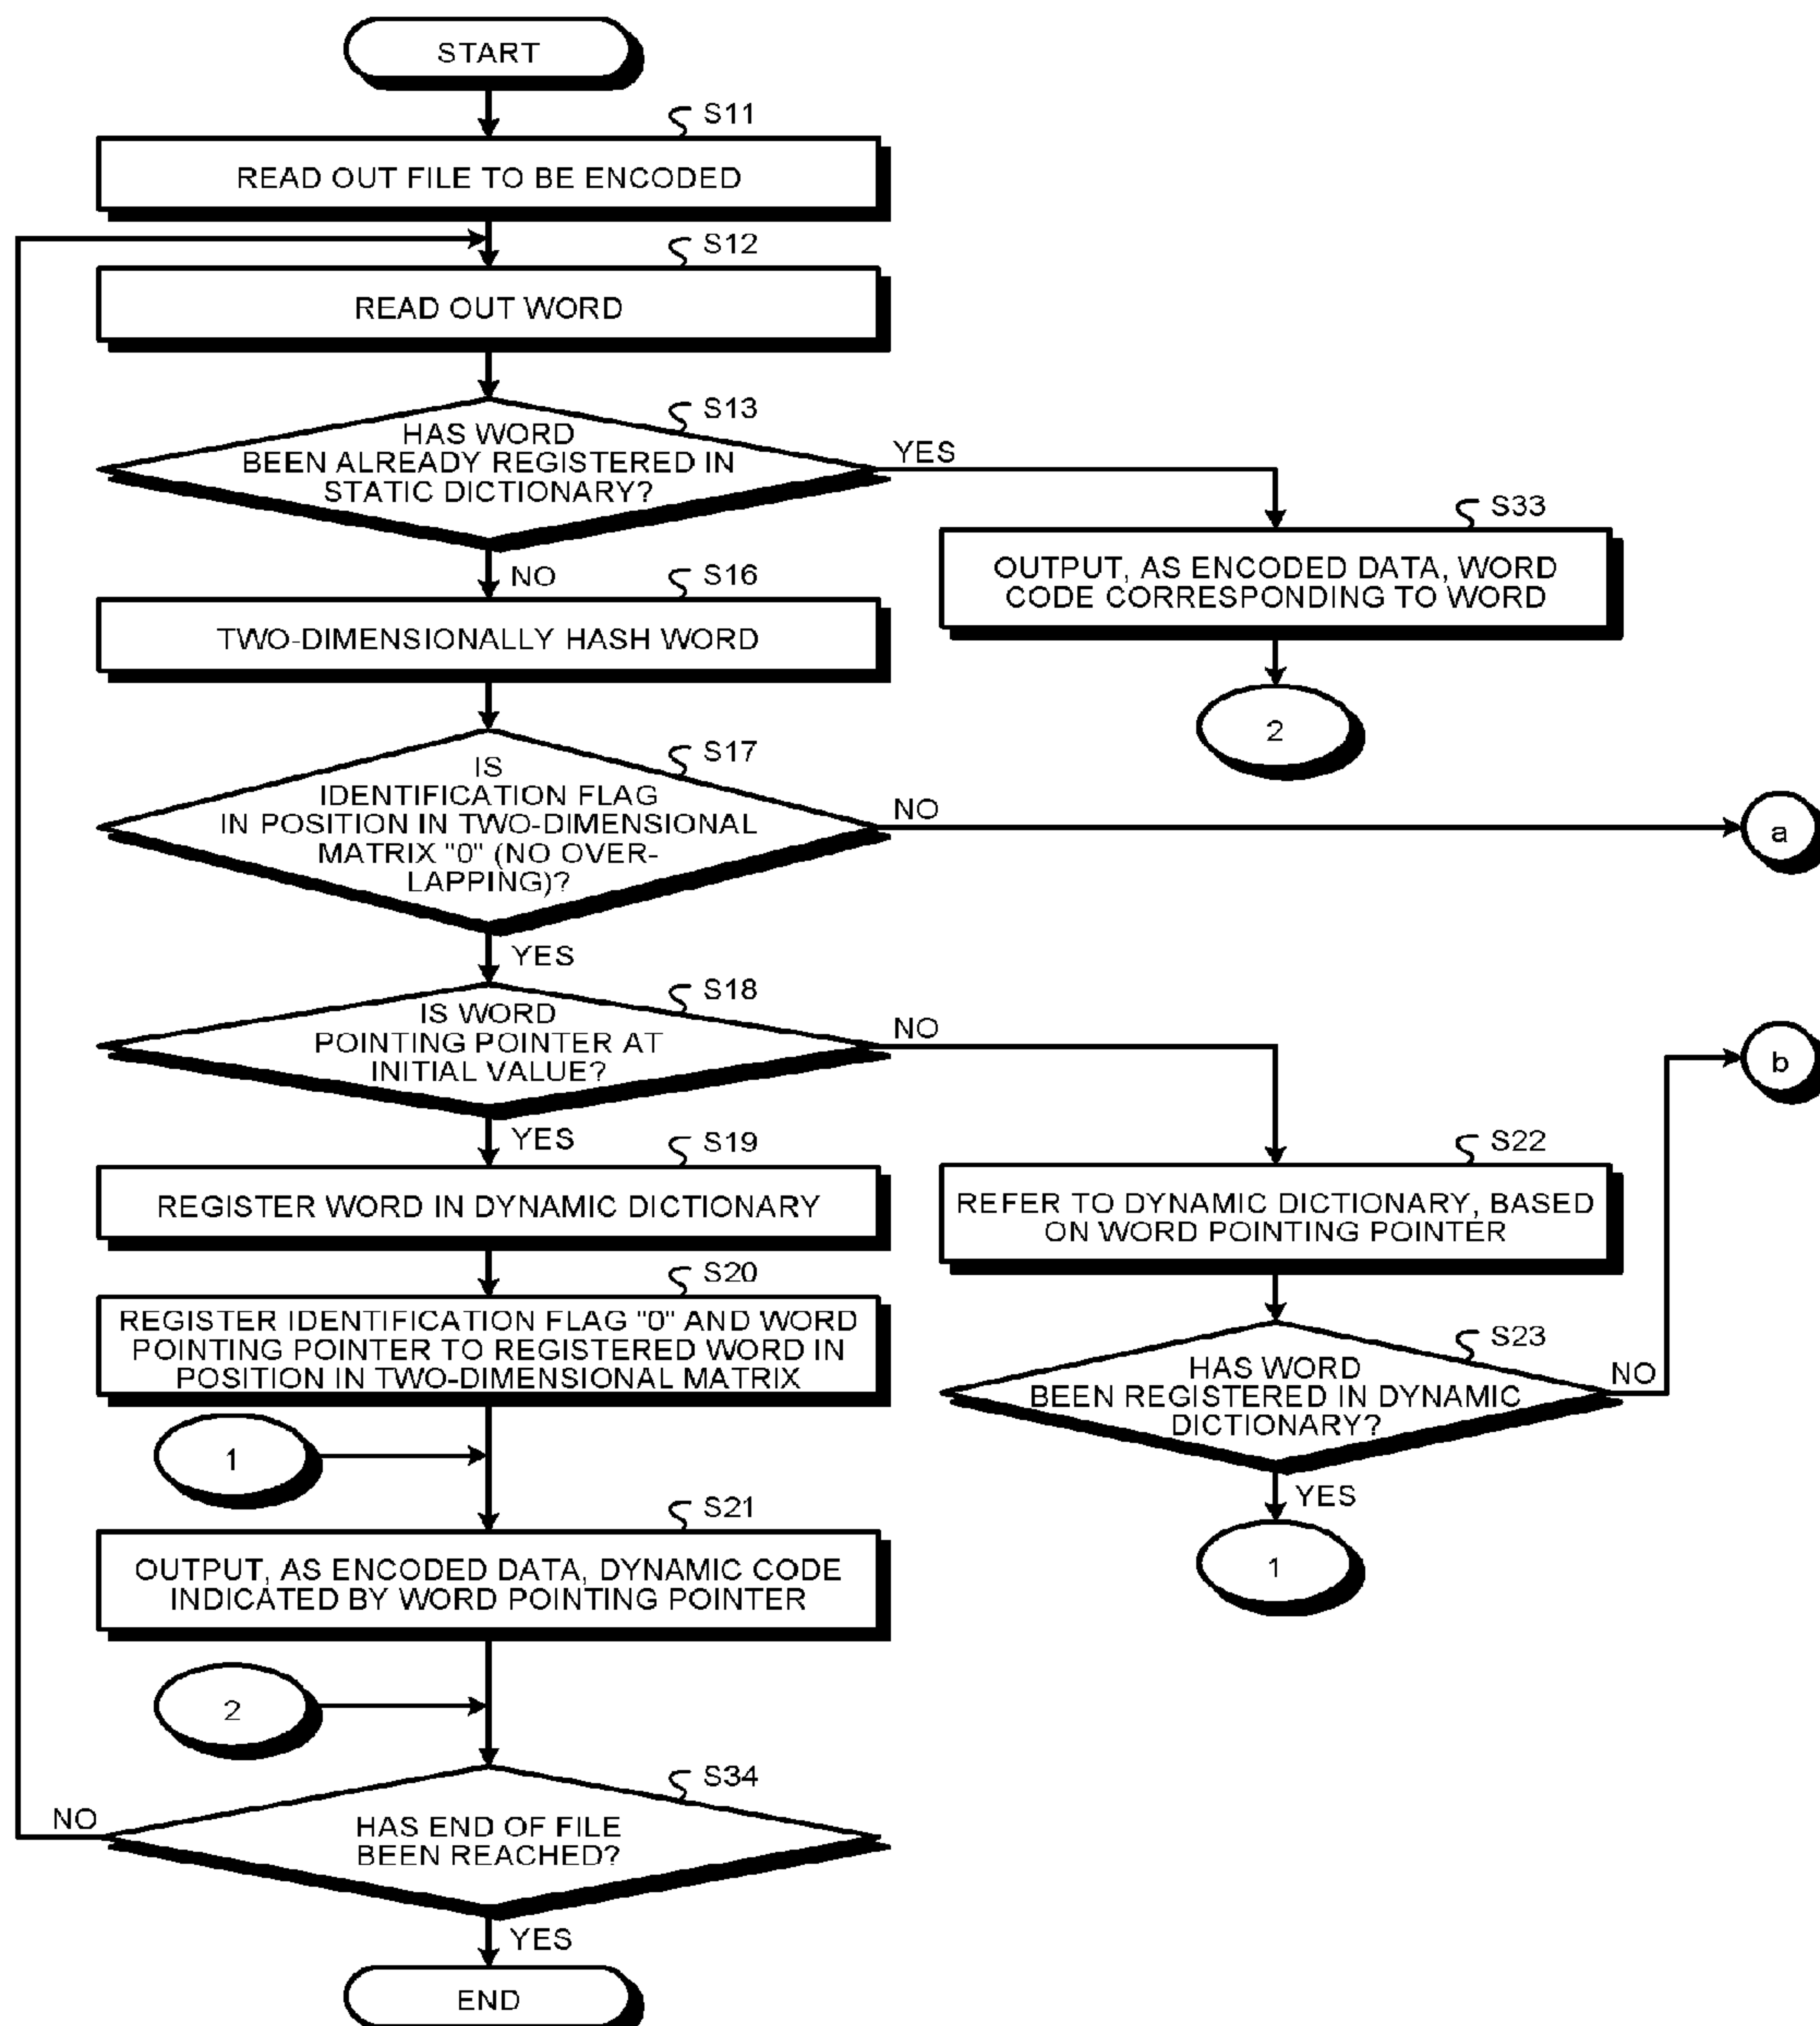 START
S11
READ OUT FILE TO BE ENCODED
S12
READ OUT WORD
S13
HAS WORD
BEEN ALREADY REGISTERED IN
STATIC DICTIONARY?
YES
NO
S33
OUTPUT, AS ENCODED DATA, WORD
CODE CORRESPONDING TO WORD
2
S16
TWO-DIMENSIONALLY HASH WORD
S17
IS
IDENTIFICATION FLAG
IN POSITION IN TWO-DIMENSIONAL
MATRIX "0" (NO OVER-
LAPPING)?
NO
a
YES
S18
IS WORD
POINTING POINTER AT
INITIAL VALUE?
NO
b
YES
S19
REGISTER WORD IN DYNAMIC DICTIONARY
S22
REFER TO DYNAMIC DICTIONARY, BASED
ON WORD POINTING POINTER
S20
REGISTER IDENTIFICATION FLAG "0" AND WORD
POINTING POINTER TO REGISTERED WORD IN
POSITION IN TWO-DIMENSIONAL MATRIX
S23
HAS WORD
BEEN REGISTERED IN DYNAMIC
DICTIONARY?
NO
YES
1
1
S21
OUTPUT, AS ENCODED DATA, DYNAMIC CODE
INDICATED BY WORD POINTING POINTER
2
S34
HAS END OF FILE
BEEN REACHED?
NO
YES
END